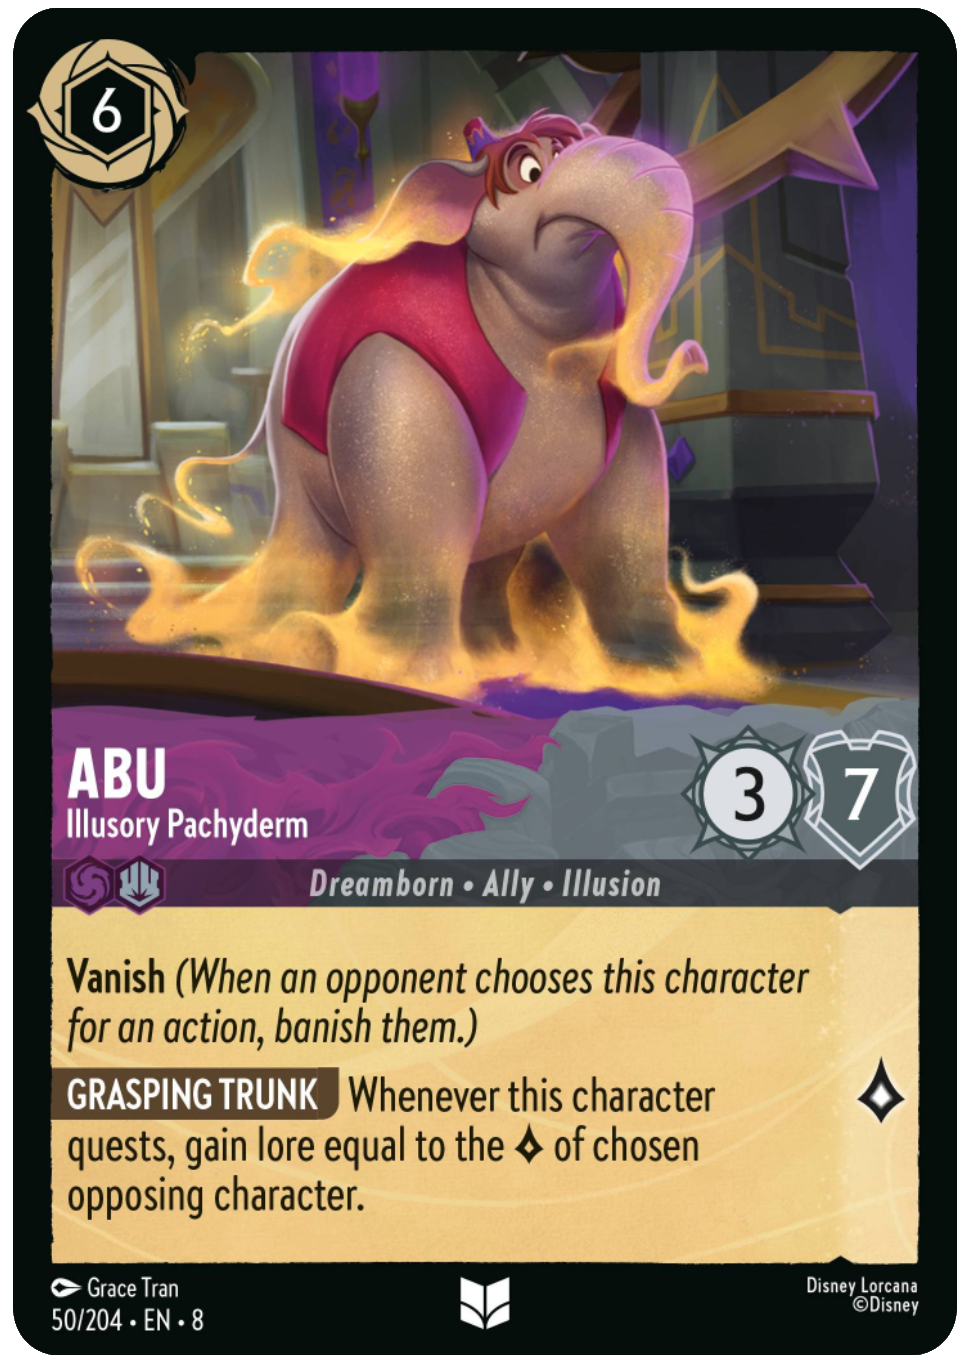 6
ABU
Illusory Pachyderm
3
7
Dreamborn • Ally • Illusion
Vanish (When an opponent chooses this character
for an action, banish them.)
GRASPING TRUNK Whenever this character
quests, gain lore equal to the of chosen
opposing character.
Grace Tran
50/204 • EN • 8
Disney Lorcana
©Disney